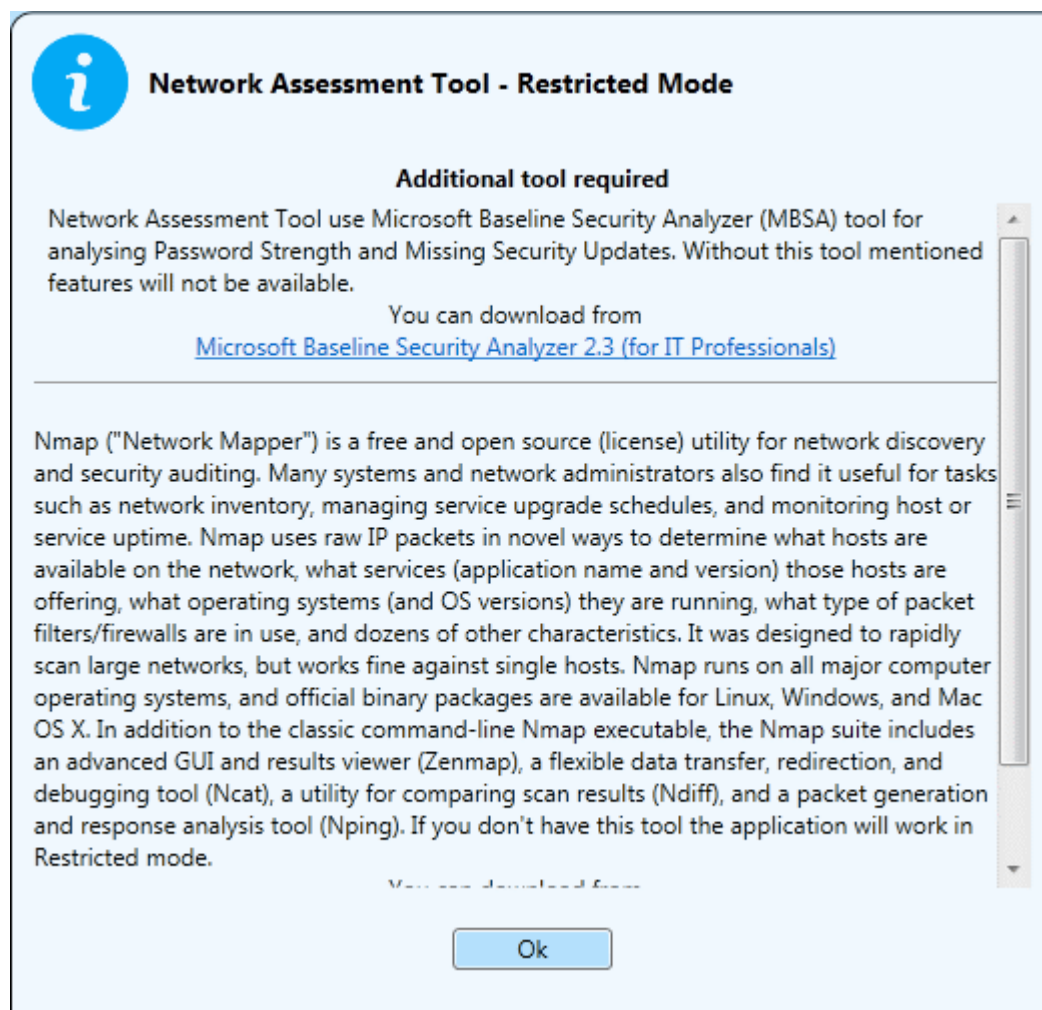 Network Assessment Tool - Restricted Mode
Additional tool required
Network Assessment Tool use Microsoft Baseline Security Analyzer (MBSA) tool for
analysing Password Strength and Missing Security Updates. Without this tool mentioned
features will not be available.
You can download from
Microsoft Baseline Security Analyzer 2.3 (for IT Professionals)
Nmap ("Network Mapper") is a free and open source (license) utility for network discovery
and security auditing. Many systems and network administrators also find it useful for tasks
such as network inventory, managing service upgrade schedules, and monitoring host or
service uptime. Nmap uses raw IP packets in novel ways to determine what hosts are
available on the network, what services (application name and version) those hosts are
offering, what operating systems (and OS versions) they are running, what type of packet
filters/firewalls are in use, and dozens of other characteristics. It was designed to rapidly
scan large networks, but works fine against single hosts. Nmap runs on all major computer
operating systems, and official binary packages are available for Linux, Windows, and Mac
OS X. In addition to the classic command-line Nmap executable, the Nmap suite includes
an advanced GUI and results viewer (Zenmap), a flexible data transfer, redirection, and
debugging tool (Ncat), a utility for comparing scan results (Ndiff), and a packet generation
and response analysis tool (Nping). If you don't have this tool the application will work in
Restricted mode.
You can download from
Ok